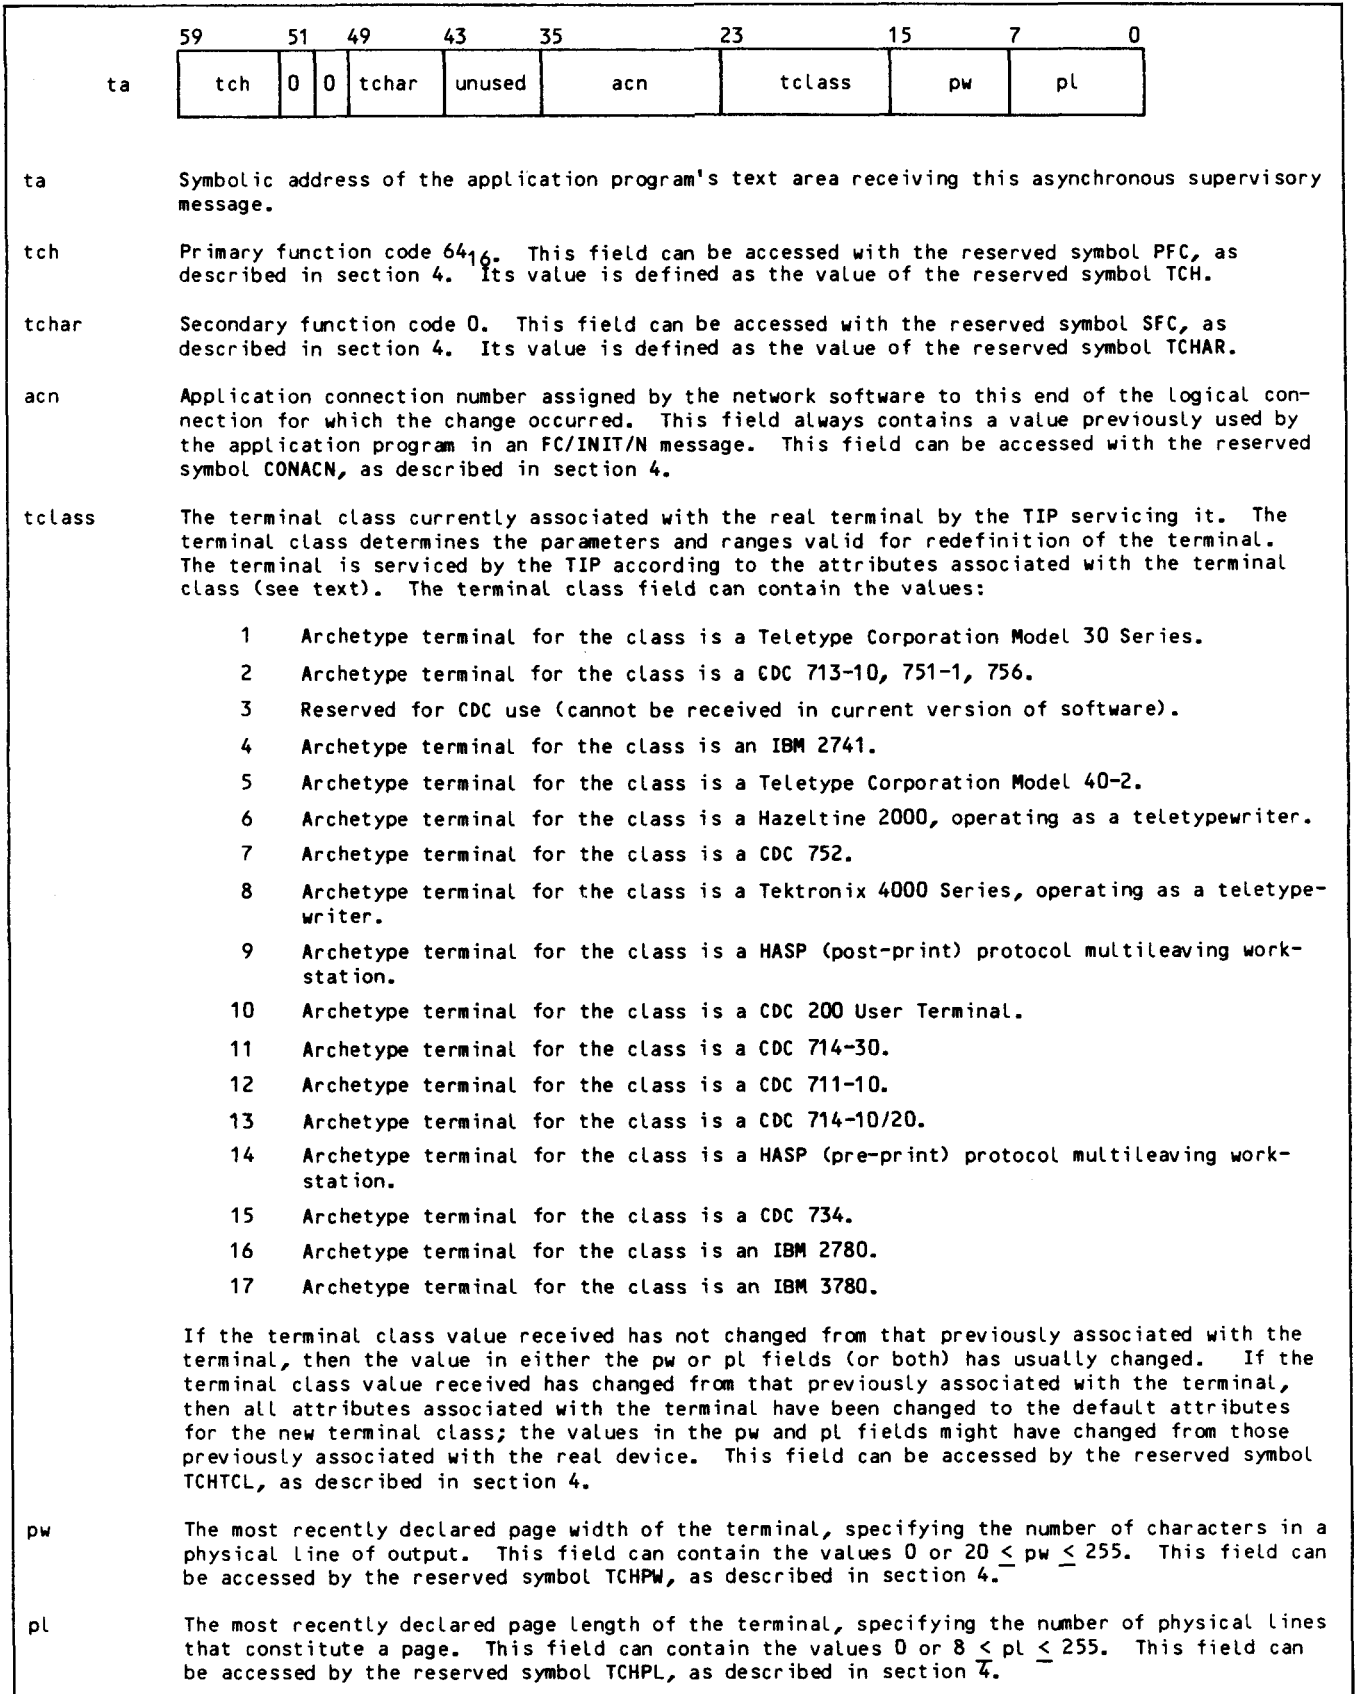 59 51 49 43 35 23 15 7 0
ta tch 0 0 tchar unused acn tclass pw pl
ta Symbolic address of the application program's text area receiving this asynchronous supervisory
message.
tch Primary function code 64₁₆. This field can be accessed with the reserved symbol PFC, as
described in section 4. Its value is defined as the value of the reserved symbol TCH.
tchar Secondary function code 0. This field can be accessed with the reserved symbol SFC, as
described in section 4. Its value is defined as the value of the reserved symbol TCHAR.
acn Application connection number assigned by the network software to this end of the logical con-
nection for which the change occurred. This field always contains a value previously used by
the application program in an FC/INIT/N message. This field can be accessed with the reserved
symbol CONACN, as described in section 4.
tclass The terminal class currently associated with the real terminal by the TIP servicing it. The
terminal class determines the parameters and ranges valid for redefinition of the terminal.
The terminal is serviced by the TIP according to the attributes associated with the terminal
class (see text). The terminal class field can contain the values:
1 Archetype terminal for the class is a Teletype Corporation Model 30 Series.
2 Archetype terminal for the class is a CDC 713-10, 751-1, 756.
3 Reserved for CDC use (cannot be received in current version of software).
4 Archetype terminal for the class is an IBM 2741.
5 Archetype terminal for the class is a Teletype Corporation Model 40-2.
6 Archetype terminal for the class is a Hazeltine 2000, operating as a teletypewriter.
7 Archetype terminal for the class is a CDC 752.
8 Archetype terminal for the class is a Tektronix 4000 Series, operating as a teletype-
writer.
9 Archetype terminal for the class is a HASP (post-print) protocol multileaving work-
station.
10 Archetype terminal for the class is a CDC 200 User Terminal.
11 Archetype terminal for the class is a CDC 714-30.
12 Archetype terminal for the class is a CDC 711-10.
13 Archetype terminal for the class is a CDC 714-10/20.
14 Archetype terminal for the class is a HASP (pre-print) protocol multileaving work-
station.
15 Archetype terminal for the class is a CDC 734.
16 Archetype terminal for the class is an IBM 2780.
17 Archetype terminal for the class is an IBM 3780.
If the terminal class value received has not changed from that previously associated with the
terminal, then the value in either the pw or pl fields (or both) has usually changed. If the
terminal class value received has changed from that previously associated with the terminal,
then all attributes associated with the terminal have been changed to the default attributes
for the new terminal class; the values in the pw and pl fields might have changed from those
previously associated with the real device. This field can be accessed by the reserved symbol
TCHTCL, as described in section 4.
pw The most recently declared page width of the terminal, specifying the number of characters in a
physical line of output. This field can contain the values 0 or 20 ≤ pw ≤ 255. This field can
be accessed by the reserved symbol TCHPW, as described in section 4.
pl The most recently declared page length of the terminal, specifying the number of physical lines
that constitute a page. This field can contain the values 0 or 8 ≤ pl ≤ 255. This field can
be accessed by the reserved symbol TCHPL, as described in section 4.